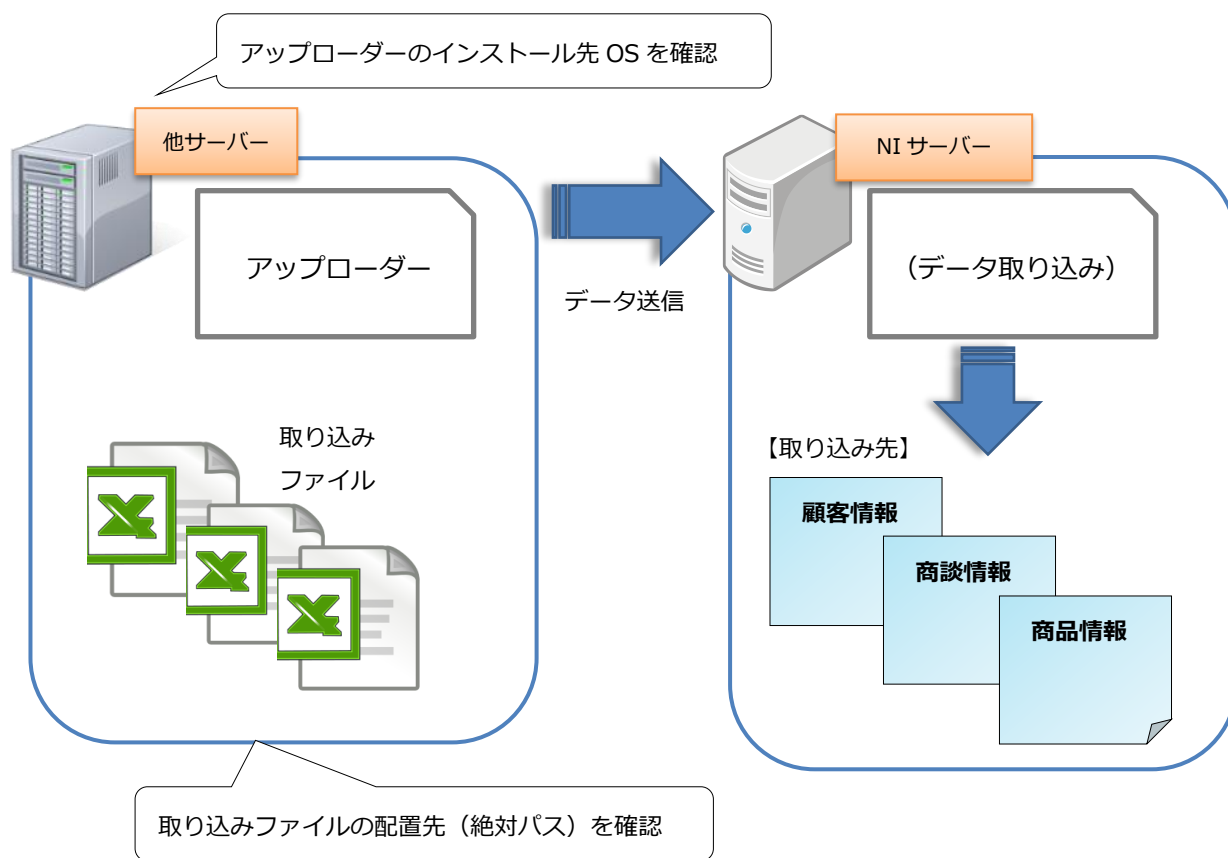 アップローダーのインストール先 OS を確認
他サーバー
アップローダー
取り込み
ファイル
取り込みファイルの配置先（絶対パス）を確認
データ送信
NI サーバー
（データ取り込み）
【取り込み先】
顧客情報
商談情報
商品情報